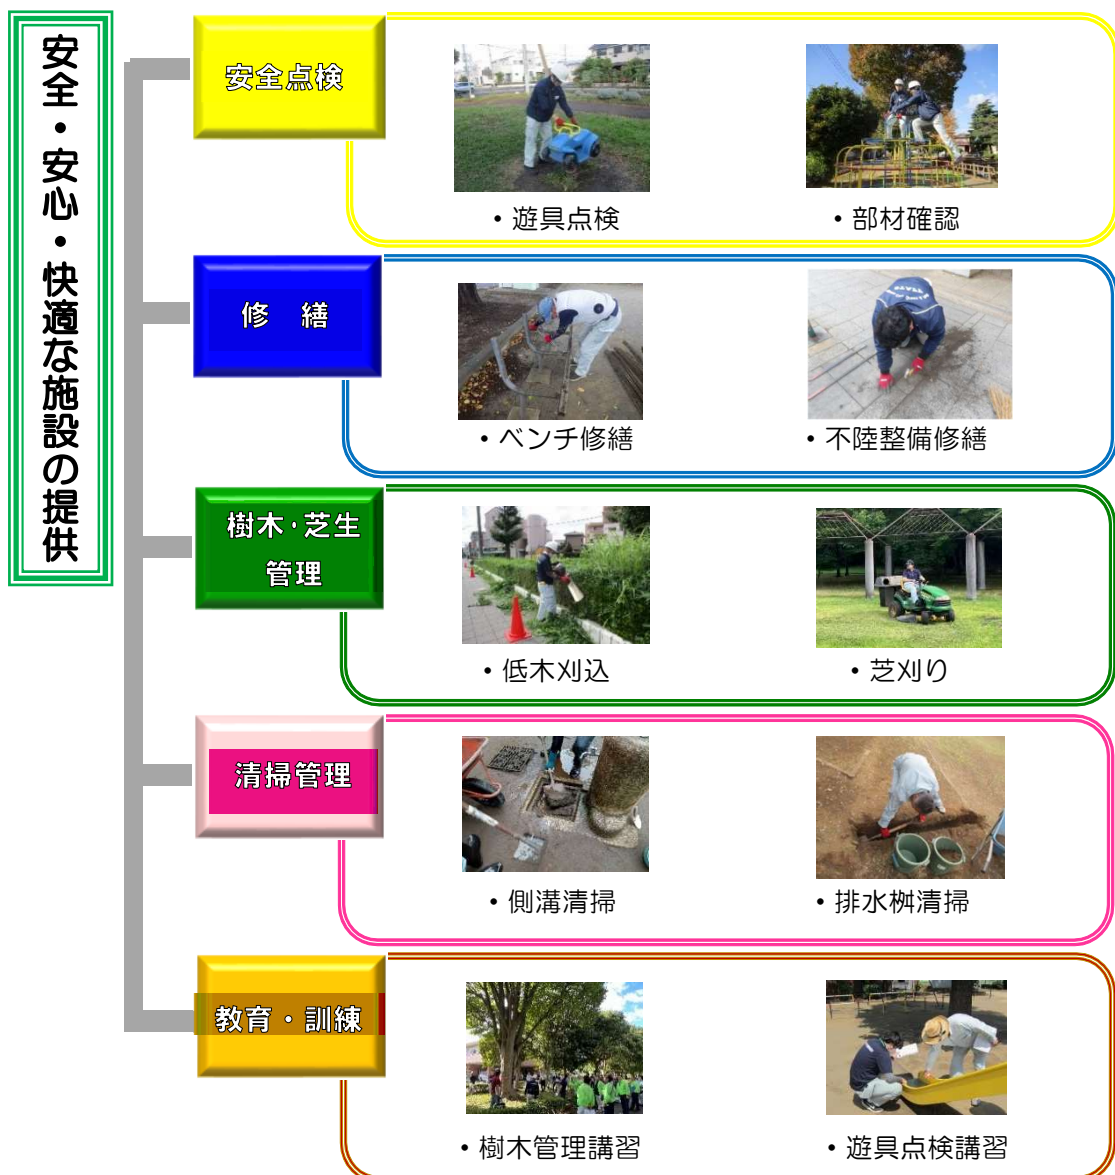 安全・安心・快適な施設の提供
安全点検
・遊具点検
・部材確認
修　繕
・ベンチ修繕
・不陸整備修繕
樹木・芝生
管理
・低木刈込
・芝刈り
清掃管理
・側溝清掃
・排水桝清掃
教育・訓練
・樹木管理講習
・遊具点検講習